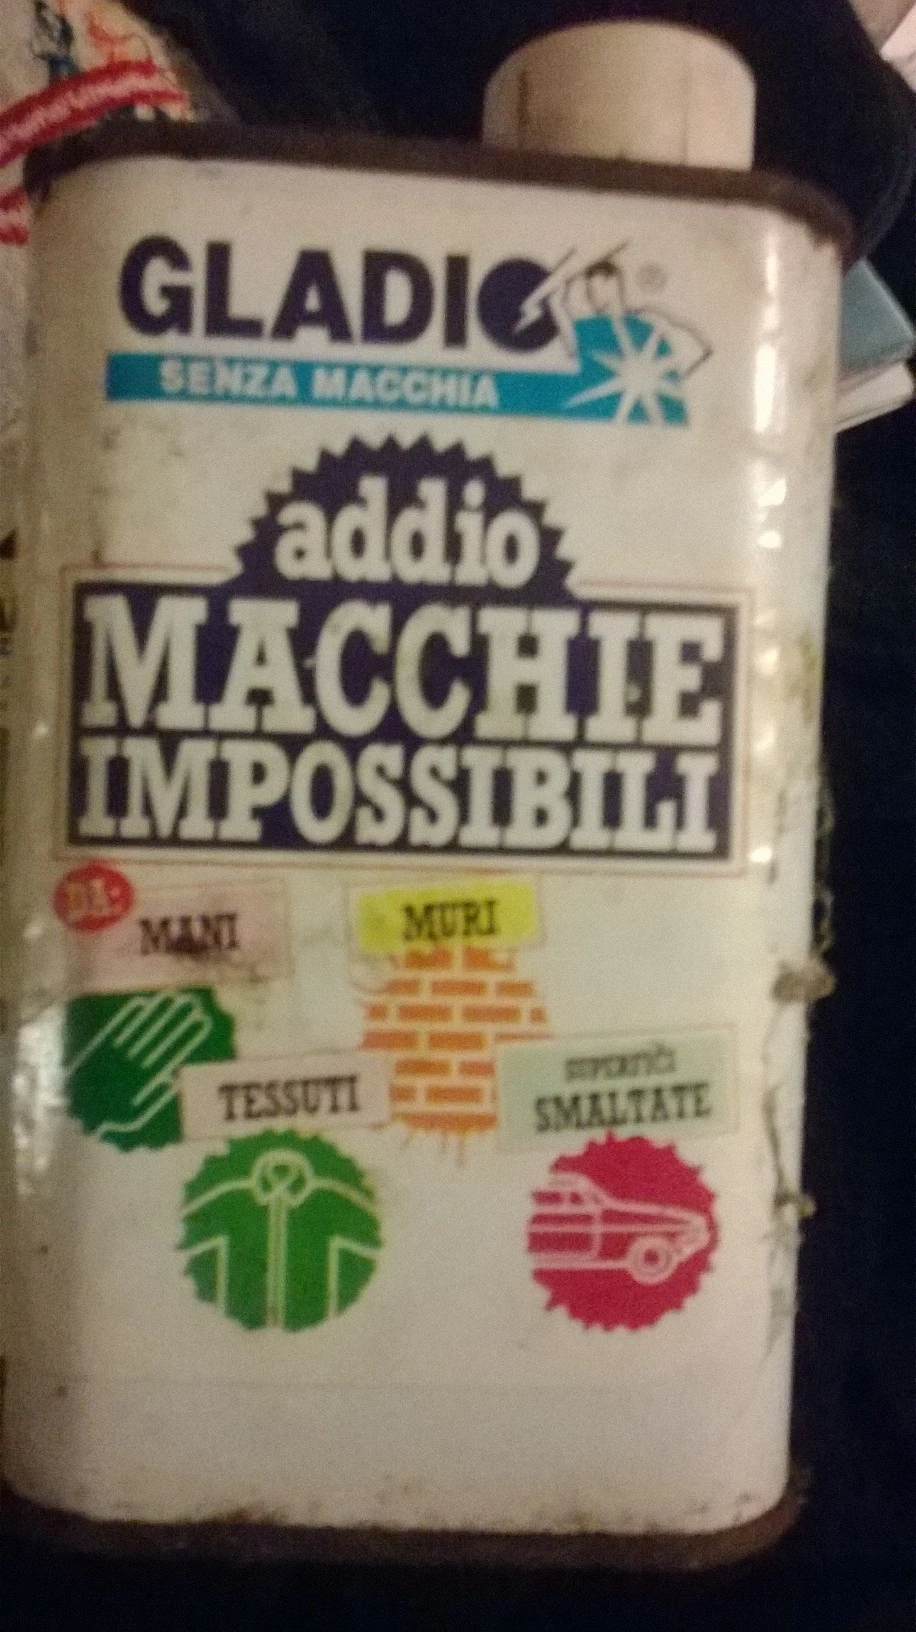 GLADIO
®
SENZA MACCHIA
addio
MACCHIE
IMPOSSIBILI
DA:
MANI
MURI
TESSUTI
SUPERFICI
SMALTATE